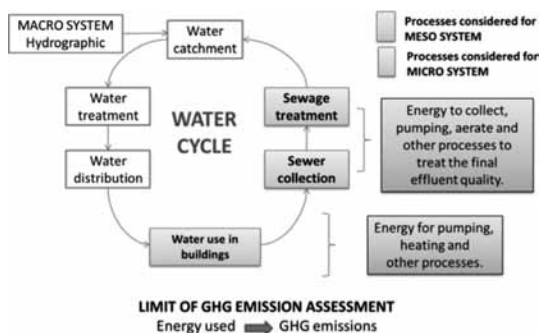 MACRO SYSTEM
Hydrographic
Water
catchment
Processes considered for
MESO SYSTEM
Processes considered for
MICRO SYSTEM
Water
treatment
WATER
CYCLE
Sewage
treatment
Energy to collect,
pumping, aerate and
other processes to
treat the final
effluent quality.
Water
distribution
Sewer
collection
Water use in
buildings
Energy for pumping,
heating and
other processes.
LIMIT OF GHG EMISSION ASSESSMENT
Energy used GHG emissions